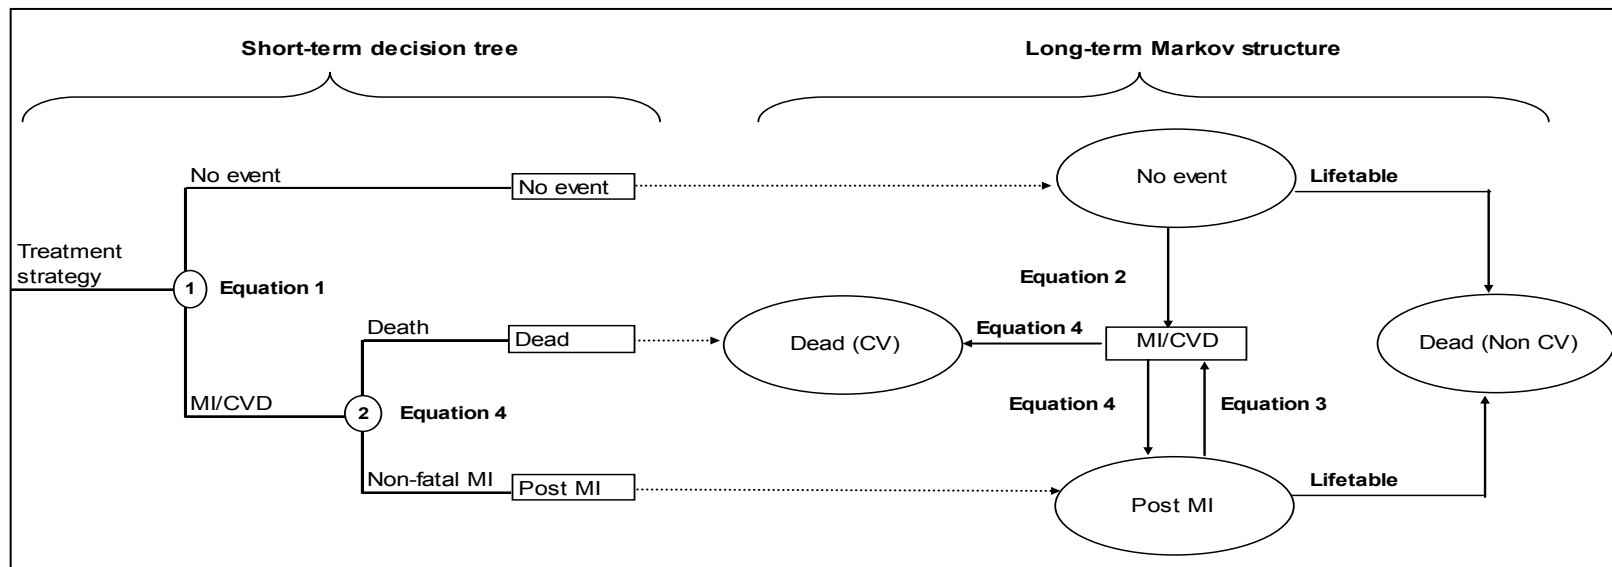 Short-term decision tree
Long-term Markov structure
No event
No event
No event
Lifetable
Treatment
strategy
1
Equation 1
Equation 2
Death
Dead
Dead (CV)
Equation 4
MI/CVD
Dead (Non CV)
MI/CVD
2
Equation 4
Equation 4
Equation 3
Non-fatal MI
Post MI
Post MI
Lifetable